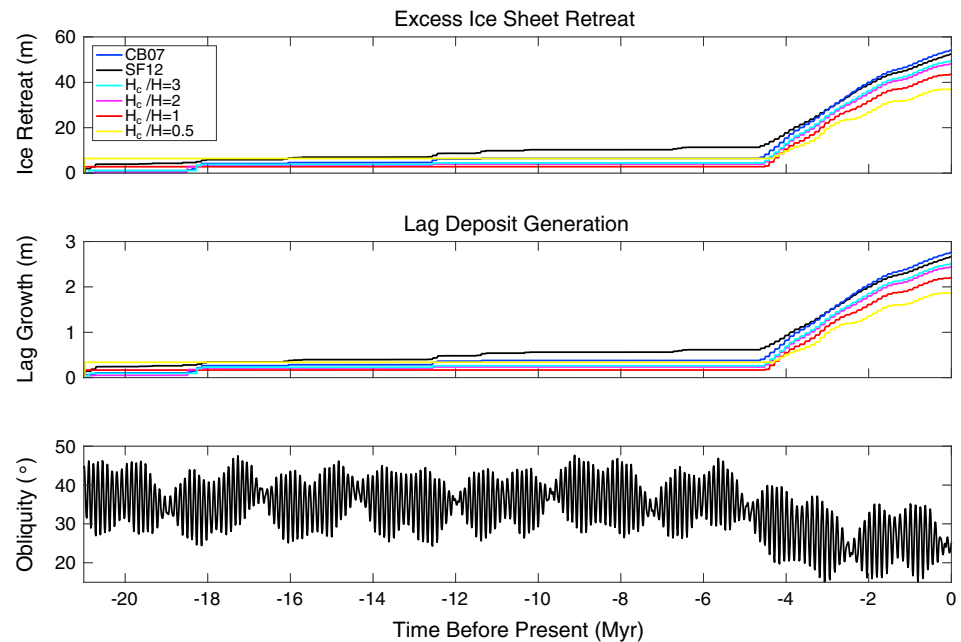 Excess Ice Sheet Retreat
Ice Retreat (m)
60
40
20
0
CB07
SF12
H_c /H=3
H_c /H=2
H_c /H=1
H_c /H=0.5
Lag Deposit Generation
Lag Growth (m)
3
2
1
0
Obliquity (°)
50
40
30
20
-20 -18 -16 -14 -12 -10 -8 -6 -4 -2 0
Time Before Present (Myr)